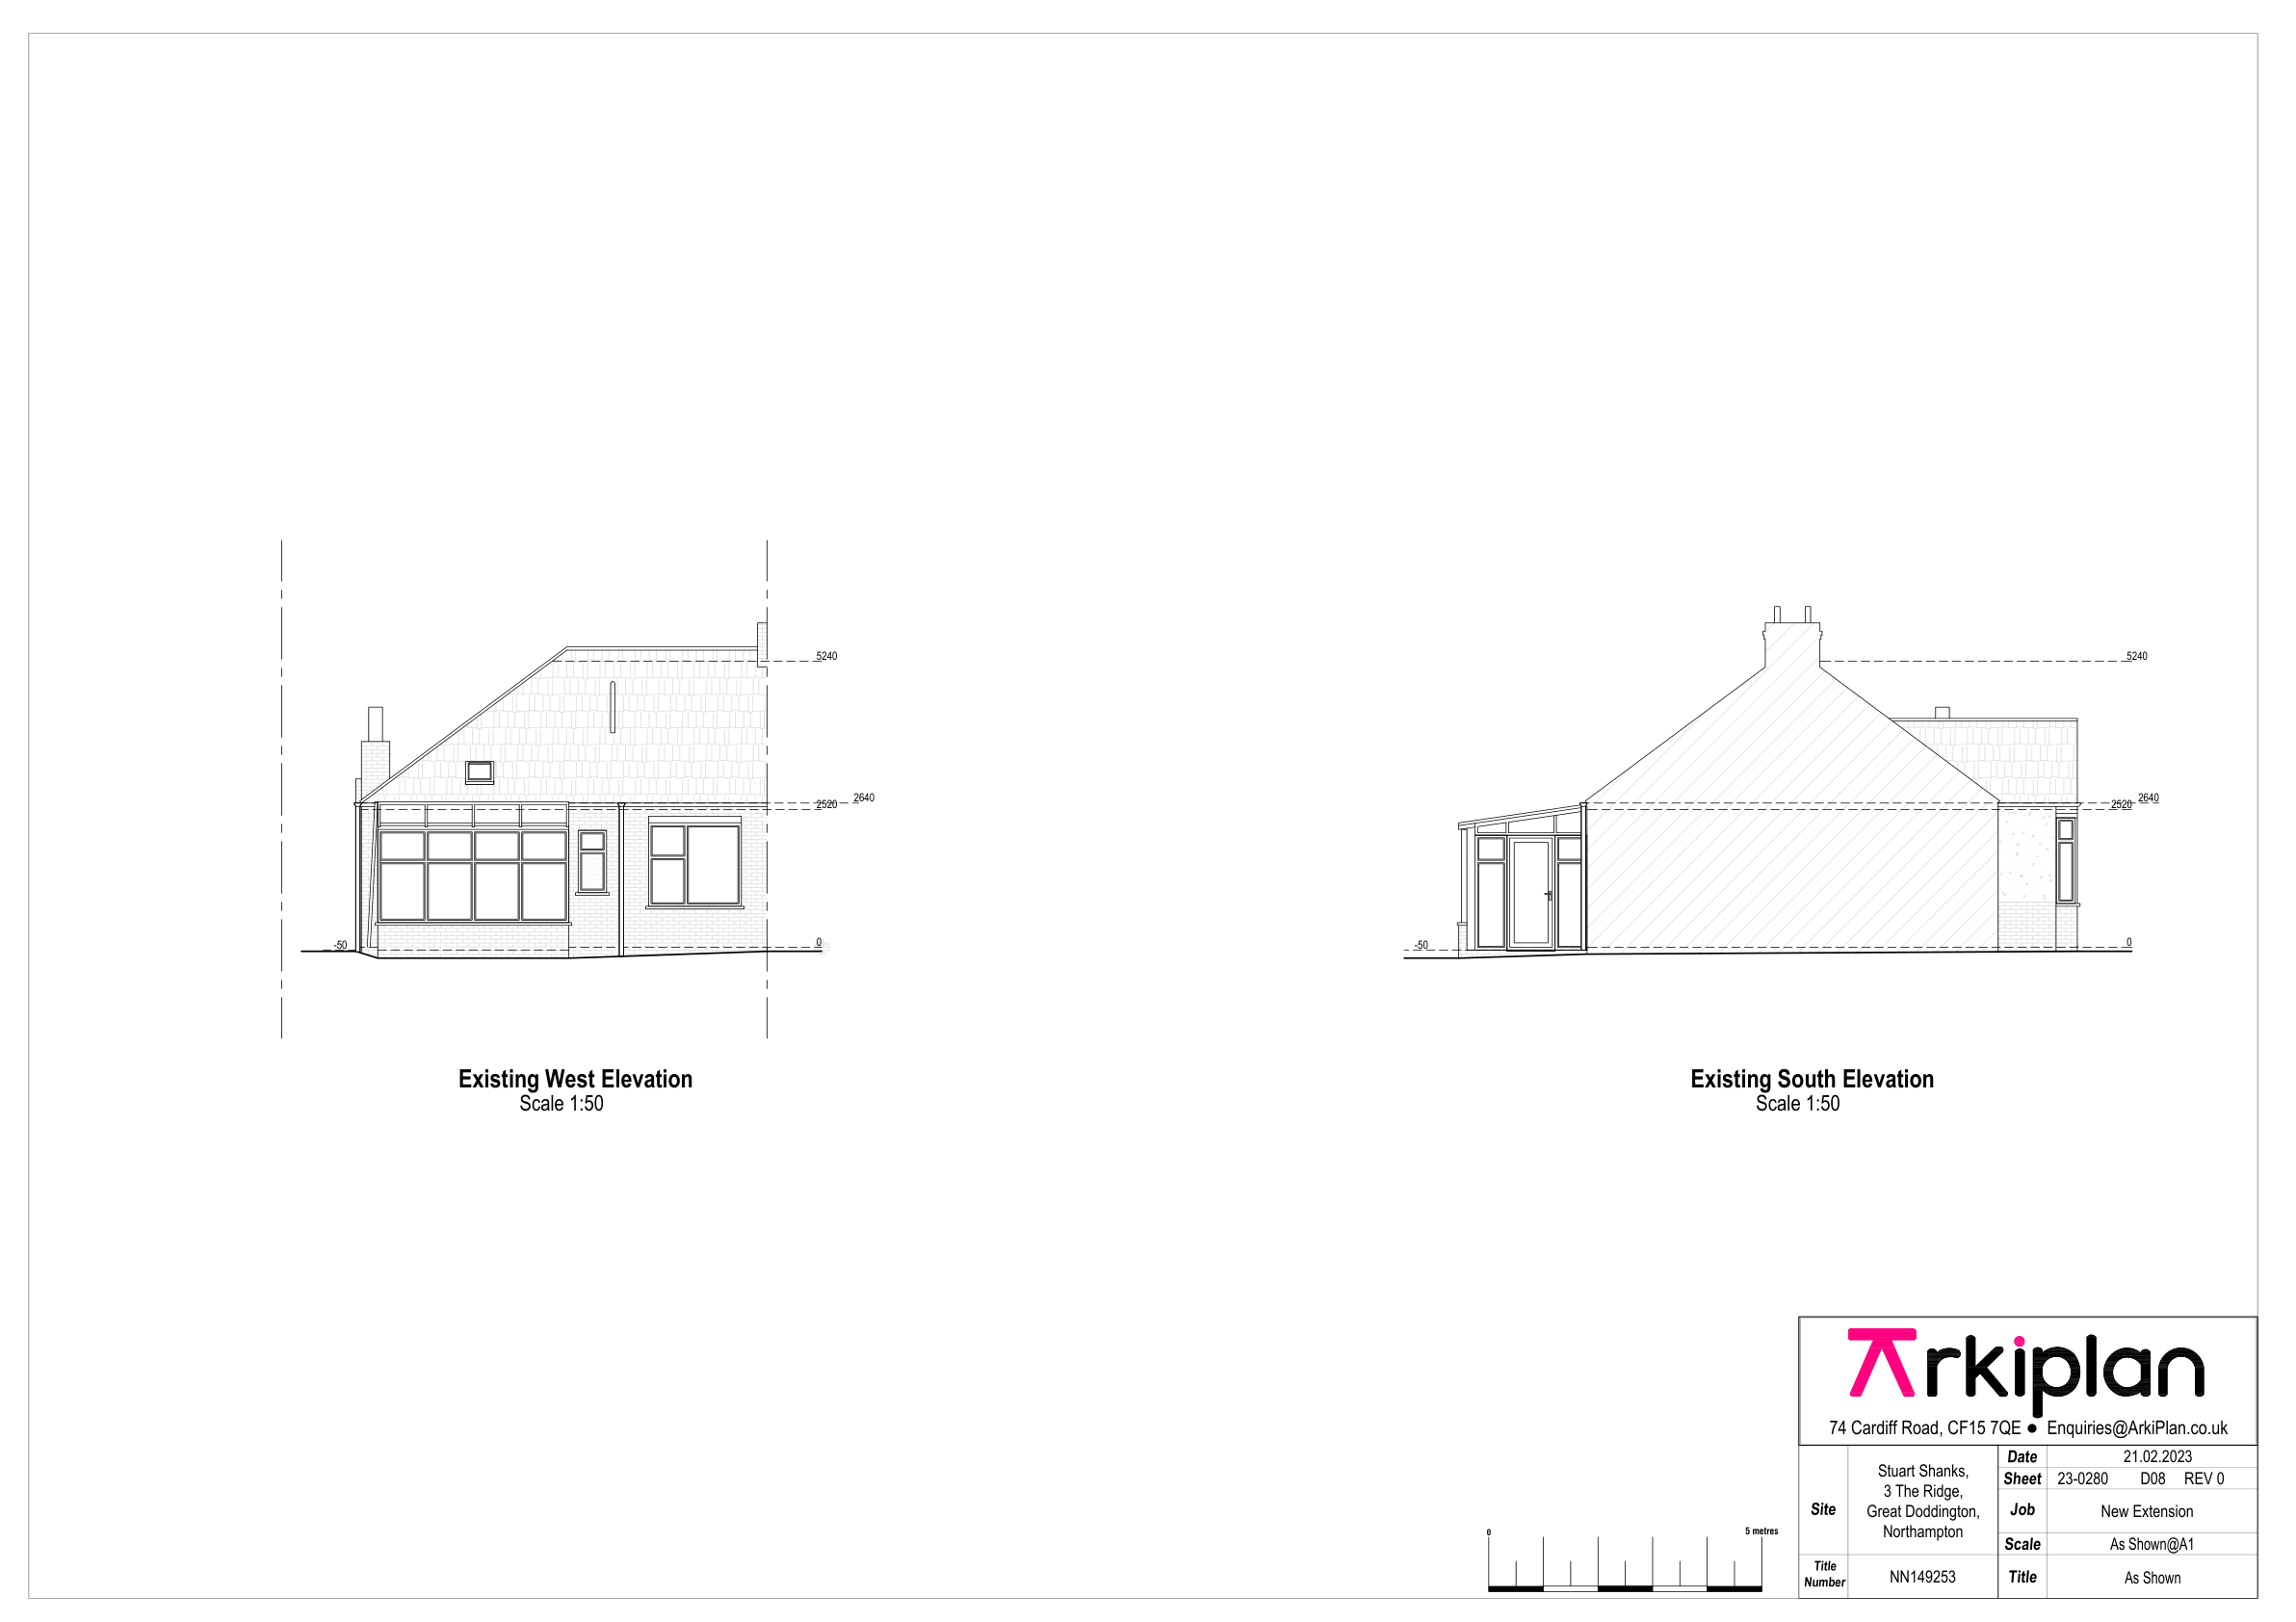 5240
2640
2520
-50
0
Existing West Elevation
Scale 1:50
5240
2640
2520
-50
0
Existing South Elevation
Scale 1:50
0
5 metres
Arkiplan
74 Cardiff Road, CF15 7QE ● Enquiries@ArkiPlan.co.uk
Site
Stuart Shanks,
3 The Ridge,
Great Doddington,
Northampton
Title
Number
NN149253
Date 21.02.2023
Sheet 23-0280 D08 REV 0
Job New Extension
Scale As Shown@A1
Title As Shown